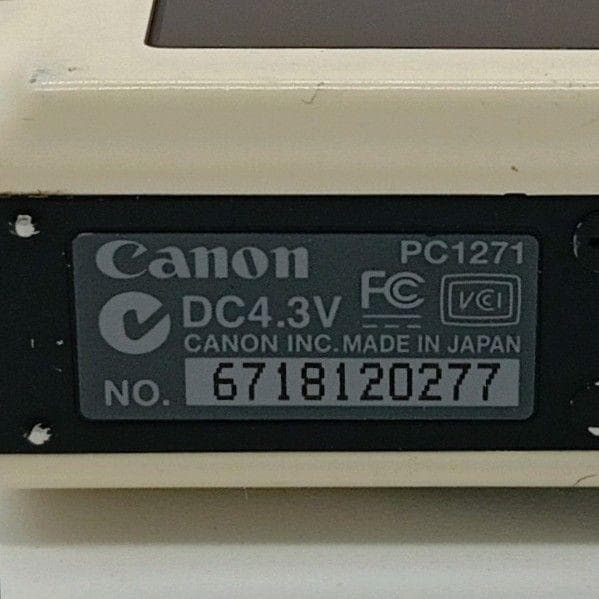 Canon PC1271
DC4.3V FC VCI
CANON INC. MADE IN JAPAN
NO. 6718120277